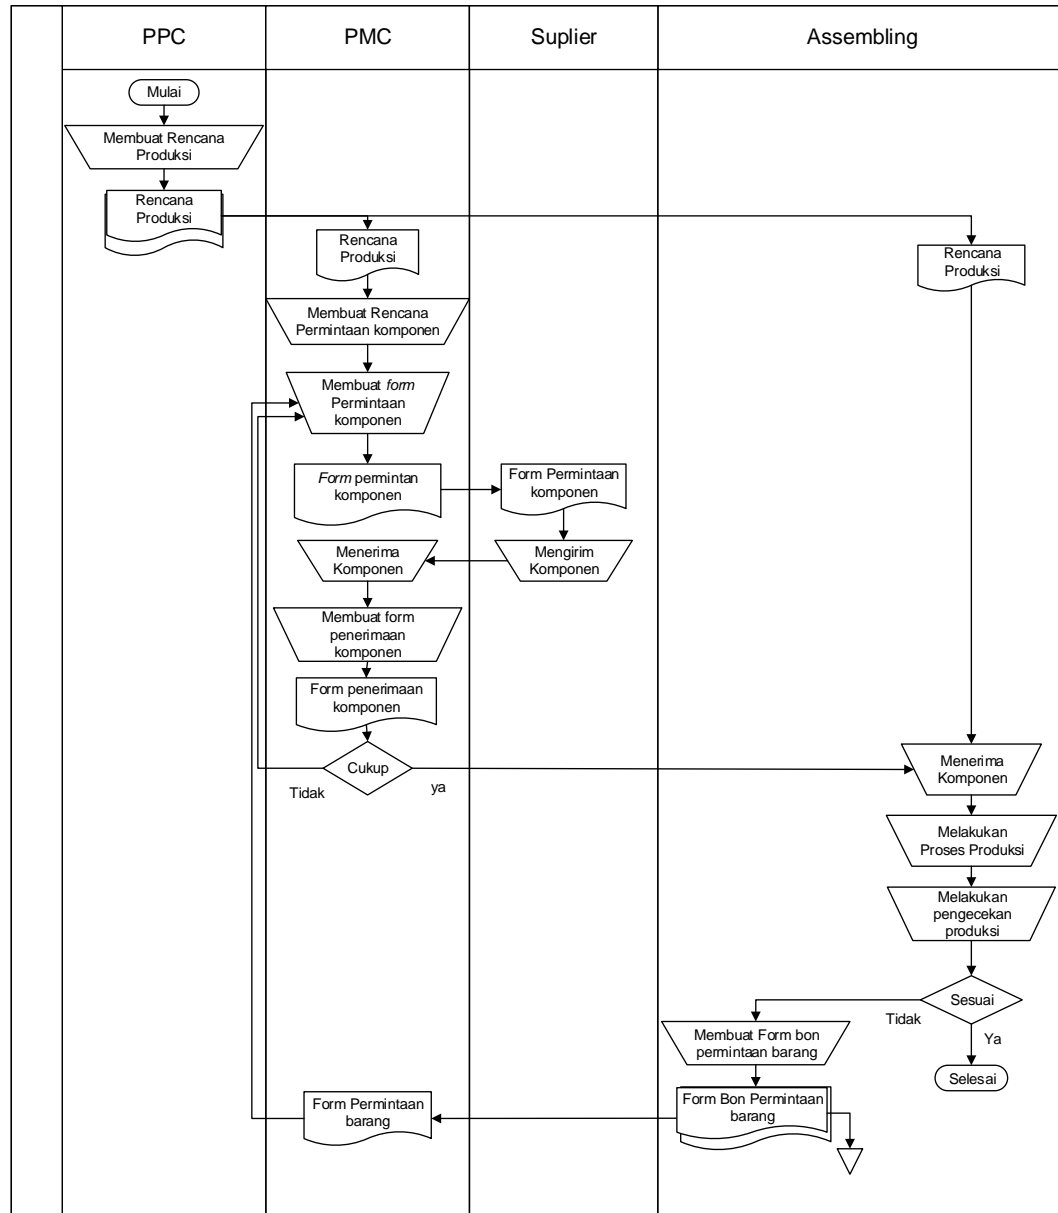 PPC
PMC
Suplier
Assembling
Mulai
Membuat Rencana
Produksi
Rencana
Produksi
Rencana
Produksi
Rencana
Produksi
Membuat Rencana
Permintaan komponen
Membuat form
Permintaan
komponen
Form permintan
komponen
Form Permintaan
komponen
Menerima
Komponen
Mengirim
Komponen
Membuat form
penerimaan
komponen
Form penerimaan
komponen
Cukup
Tidak
ya
Menerima
Komponen
Melakukan
Proses Produksi
Melakukan
pengecekan
produksi
Sesuai
Tidak
Ya
Membuat Form bon
permintaan barang
Selesai
Form Permintaan
barang
Form Bon Permintaan
barang